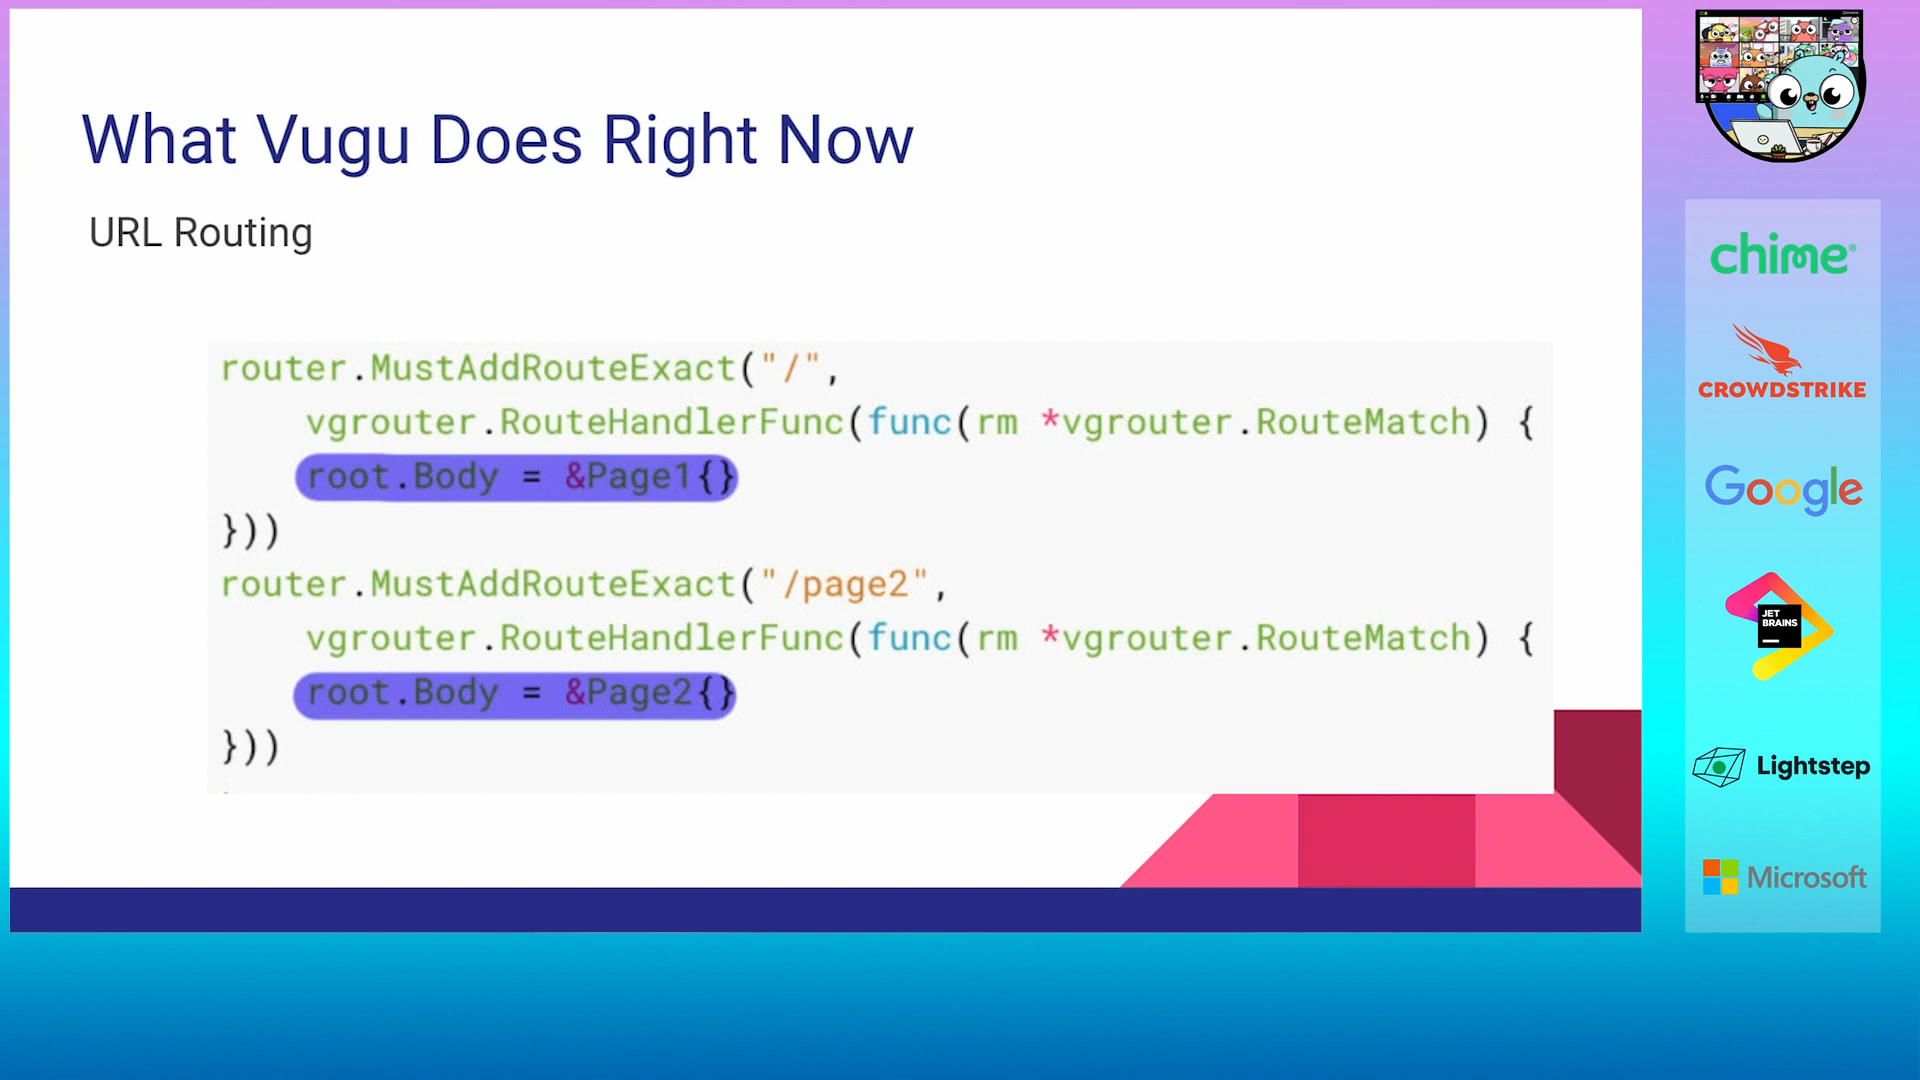 What Vugu Does Right Now
URL Routing
router.MustAddRouteExact("/",
    vgrouter.RouteHandlerFunc(func(rm *vgrouter.RouteMatch) {
    root.Body = &Page1{}
}))
router.MustAddRouteExact("/page2",
    vgrouter.RouteHandlerFunc(func(rm *vgrouter.RouteMatch) {
    root.Body = &Page2{}
}))
chime®
CROWDSTRIKE
Google
JET
BRAINS
Lightstep
Microsoft